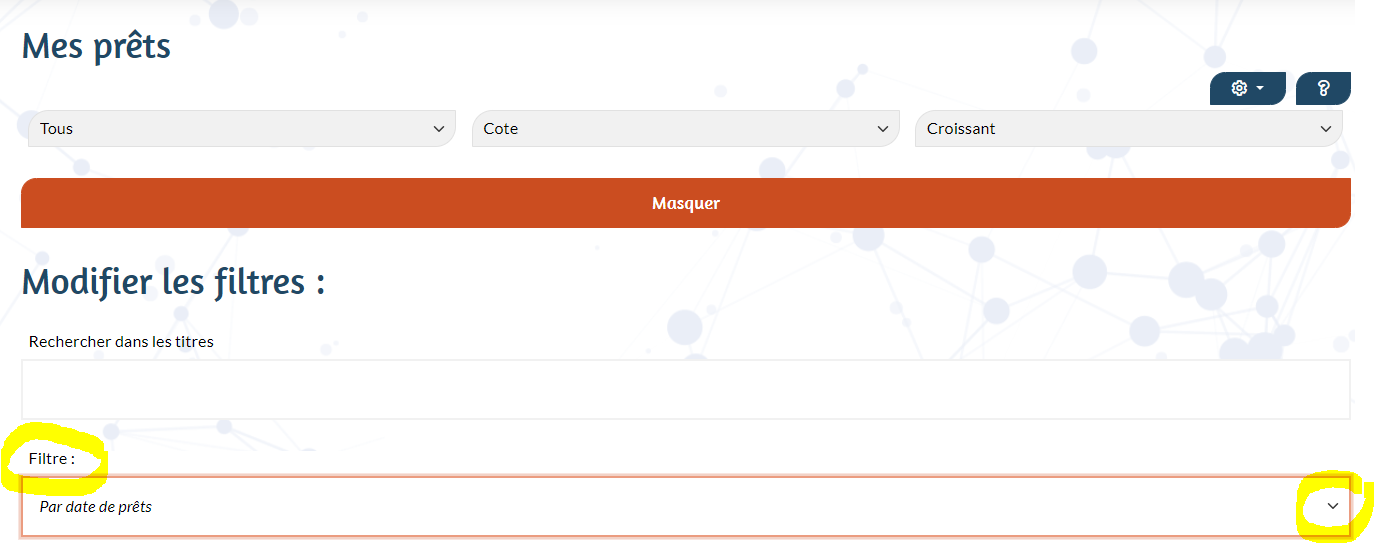 Mes prêts
Tous
Cote
Croissant
Masquer
Modifier les filtres :
Rechercher dans les titres
Filtre :
Par date de prêts